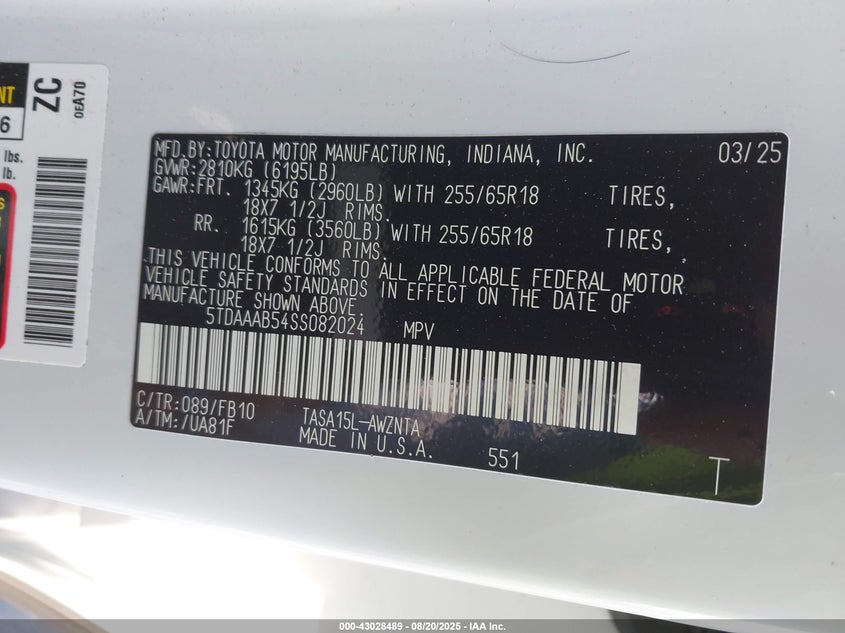 NT
6
lbs.
lb.
S
ZC
0EA70
MFD.BY:TOYOTA MOTOR MANUFACTURING, INDIANA, INC. 03/25
GVWR:2810KG (6195LB)
GAWR:FRT. 1345KG (2960LB) WITH 255/65R18 TIRES,
18X7 1/2J RIMS.
RR. 1615KG (3560LB) WITH 255/65R18 TIRES,
18X7 1/2J RIMS.
THIS VEHICLE CONFORMS TO ALL APPLICABLE FEDERAL MOTOR
VEHICLE SAFETY STANDARDS IN EFFECT ON THE DATE OF
MANUFACTURE SHOWN ABOVE.
5TDAAAB54SS082024 MPV
C/TR:089/FB10 TASA15L-AWZNTA
A/TM:/UA81F MADE IN U.S.A. 551
T
000-43028489 - 08/20/2025 - IAA Inc.